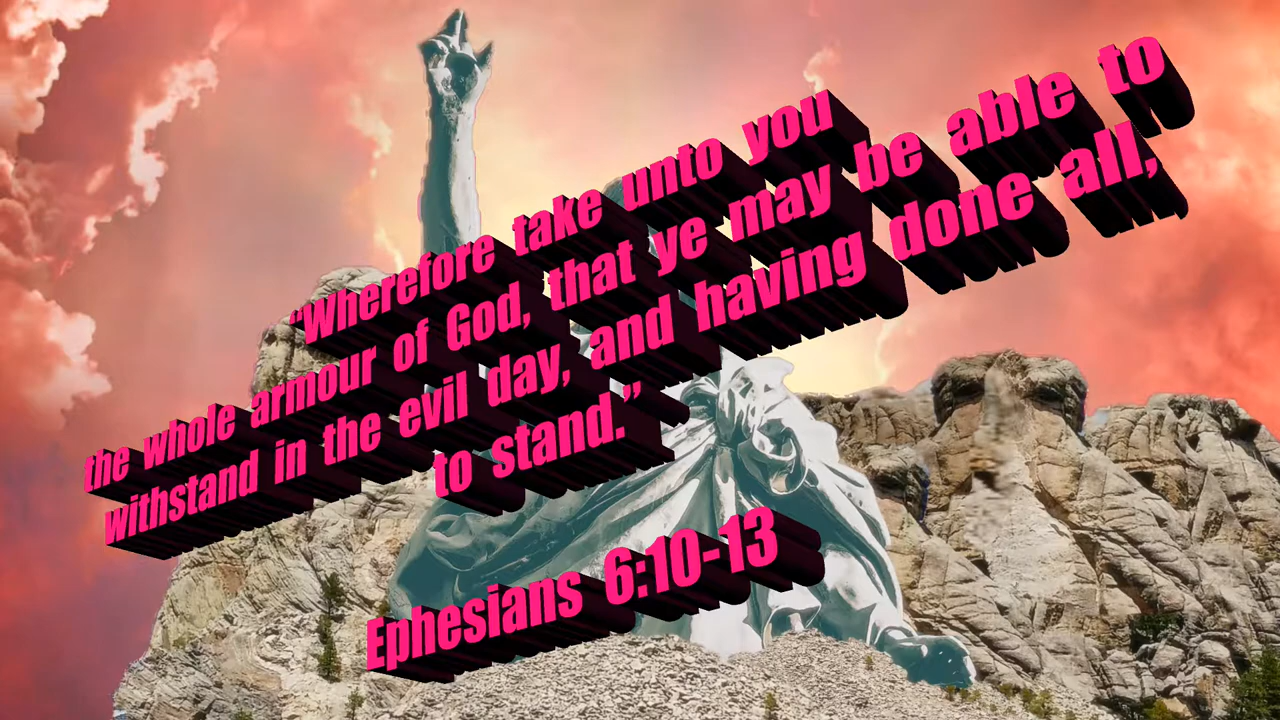 “Wherefore take unto you
the whole armour of God, that ye may be able to
withstand in the evil day, and having done all,
to stand.”
Ephesians 6:10-13